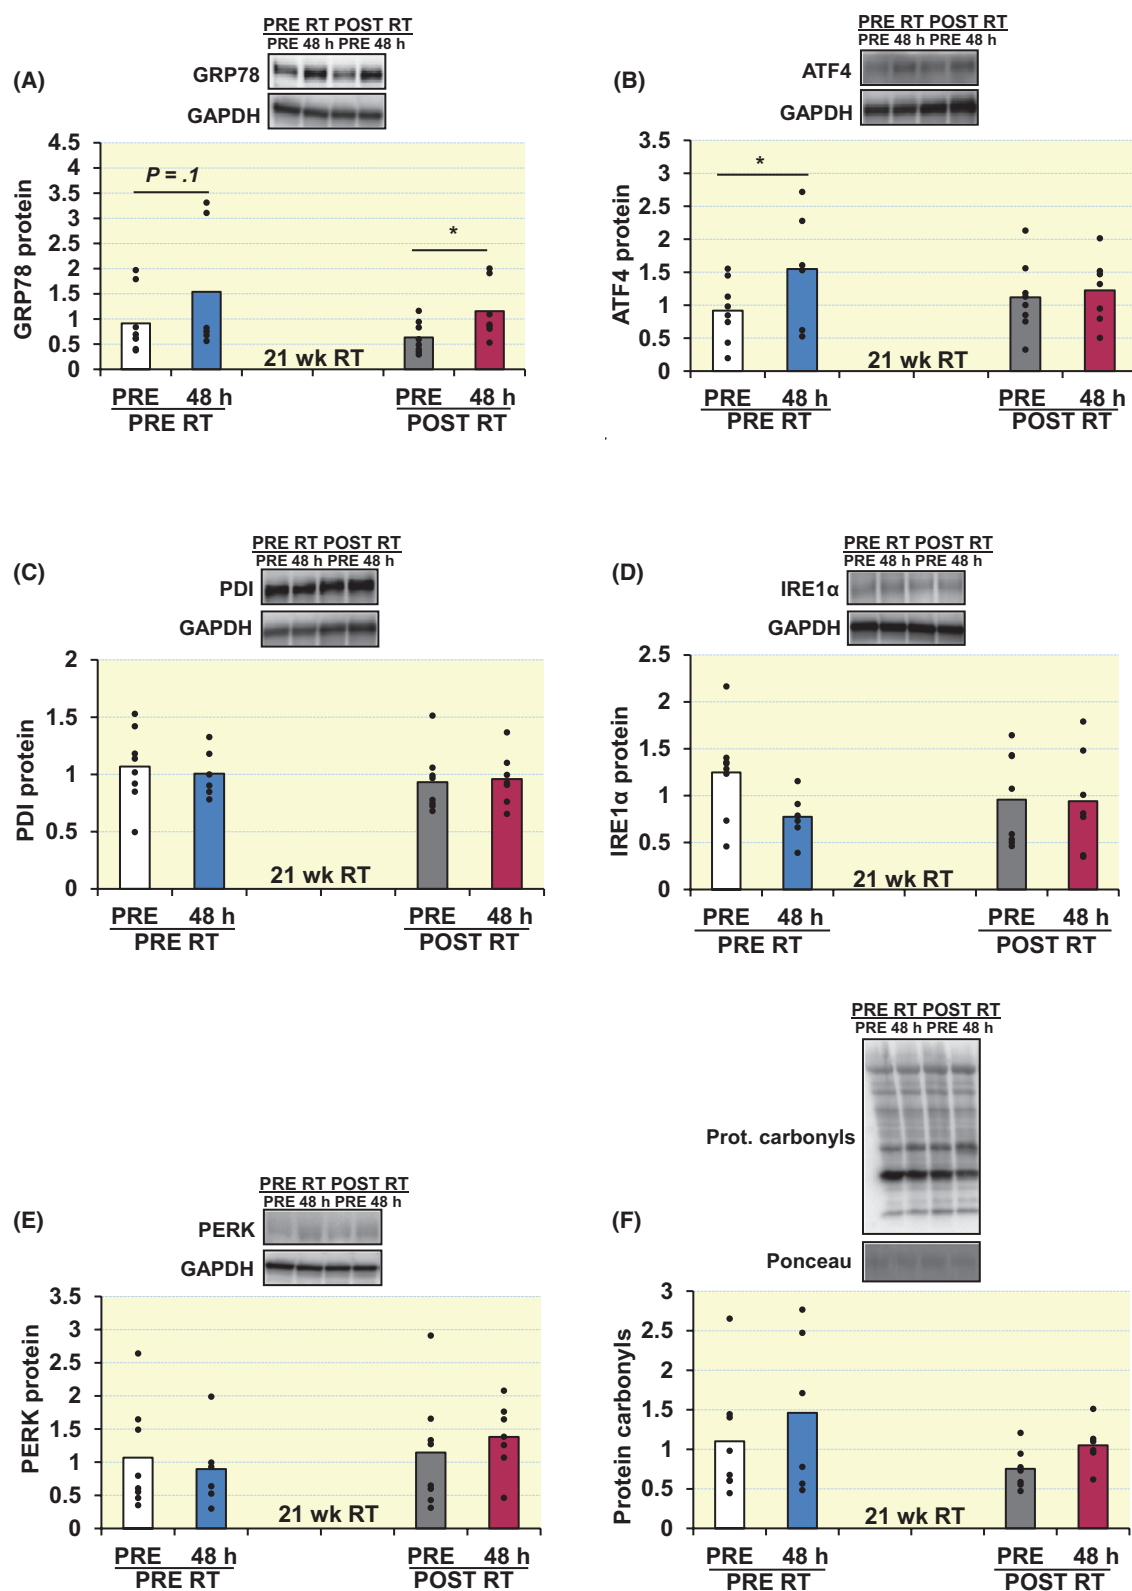 (A)
PRE RT POST RT
PRE 48 h PRE 48 h
GRP78
GAPDH
GRP78 protein
4.5
4
3.5
3
2.5
2
1.5
1
0.5
0
P = .1
*
21 wk RT
PRE 48 h PRE 48 h
PRE RT POST RT
(B)
PRE RT POST RT
PRE 48 h PRE 48 h
ATF4
GAPDH
ATF4 protein
3.5
3
2.5
2
1.5
1
0.5
0
*
21 wk RT
PRE 48 h PRE 48 h
PRE RT POST RT
(C)
PRE RT POST RT
PRE 48 h PRE 48 h
PDI
GAPDH
PDI protein
2
1.5
1
0.5
0
21 wk RT
PRE 48 h PRE 48 h
PRE RT POST RT
(D)
PRE RT POST RT
PRE 48 h PRE 48 h
IRE1α
GAPDH
IRE1α protein
2.5
2
1.5
1
0.5
0
21 wk RT
PRE 48 h PRE 48 h
PRE RT POST RT
(E)
PRE RT POST RT
PRE 48 h PRE 48 h
PERK
GAPDH
PERK protein
3.5
3
2.5
2
1.5
1
0.5
0
21 wk RT
PRE 48 h PRE 48 h
PRE RT POST RT
(F)
PRE RT POST RT
PRE 48 h PRE 48 h
Prot. carbonyls
Ponceau
Protein carbonyls
3
2.5
2
1.5
1
0.5
0
21 wk RT
PRE 48 h PRE 48 h
PRE RT POST RT